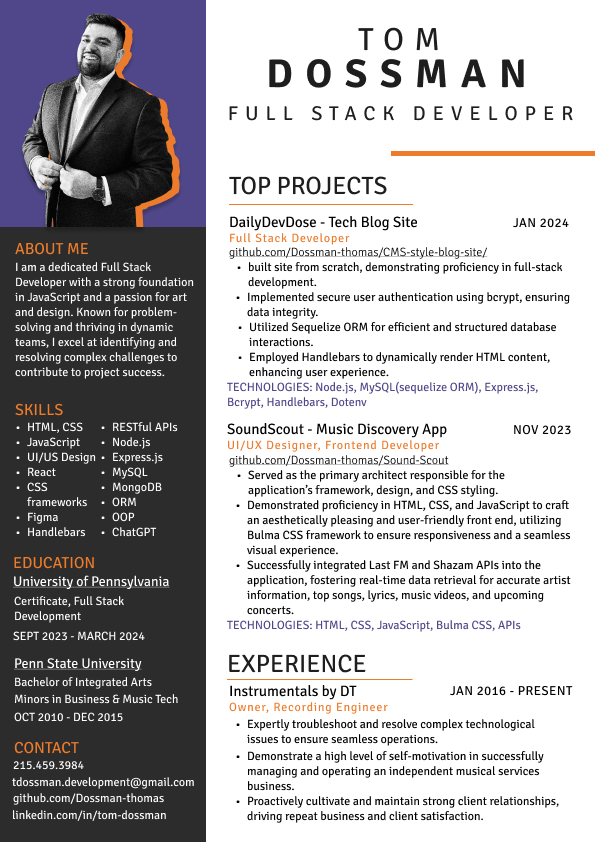 TOM
DOSSMAN
FULL STACK DEVELOPER
ABOUT ME
I am a dedicated Full Stack
Developer with a strong foundation
in JavaScript and a passion for art
and design. Known for problem-
solving and thriving in dynamic
teams, I excel at identifying and
resolving complex challenges to
contribute to project success.
SKILLS
• HTML, CSS
• JavaScript
• UI/US Design
• React
• CSS
frameworks
• Figma
• Handlebars
• RESTful APIs
• Node.js
• Express.js
• MySQL
• MongoDB
• ORM
• OOP
• ChatGPT
EDUCATION
University of Pennsylvania
Certificate, Full Stack
Development
SEPT 2023 - MARCH 2024
Penn State University
Bachelor of Integrated Arts
Minors in Business & Music Tech
OCT 2010 - DEC 2015
CONTACT
215.459.3984
tdossman.development@gmail.com
github.com/Dossman-thomas
linkedin.com/in/tom-dossman
TOP PROJECTS
DailyDevDose - Tech Blog Site JAN 2024
Full Stack Developer
github.com/Dossman-thomas/CMS-style-blog-site/
• built site from scratch, demonstrating proficiency in full-stack
development.
• Implemented secure user authentication using bcrypt, ensuring
data integrity.
• Utilized Sequelize ORM for efficient and structured database
interactions.
• Employed Handlebars to dynamically render HTML content,
enhancing user experience.
TECHNOLOGIES: Node.js, MySQL(sequelize ORM), Express.js,
Bcrypt, Handlebars, Dotenv
SoundScout - Music Discovery App NOV 2023
UI/UX Designer, Frontend Developer
github.com/Dossman-thomas/Sound-Scout
• Served as the primary architect responsible for the
application's framework, design, and CSS styling.
• Demonstrated proficiency in HTML, CSS, and JavaScript to craft
an aesthetically pleasing and user-friendly front end, utilizing
Bulma CSS framework to ensure responsiveness and a seamless
visual experience.
• Successfully integrated Last FM and Shazam APIs into the
application, fostering real-time data retrieval for accurate artist
information, top songs, lyrics, music videos, and upcoming
concerts.
TECHNOLOGIES: HTML, CSS, JavaScript, Bulma CSS, APIs
EXPERIENCE
Instrumentals by DT JAN 2016 - PRESENT
Owner, Recording Engineer
• Expertly troubleshoot and resolve complex technological
issues to ensure seamless operations.
• Demonstrate a high level of self-motivation in successfully
managing and operating an independent musical services
business.
• Proactively cultivate and maintain strong client relationships,
driving repeat business and client satisfaction.